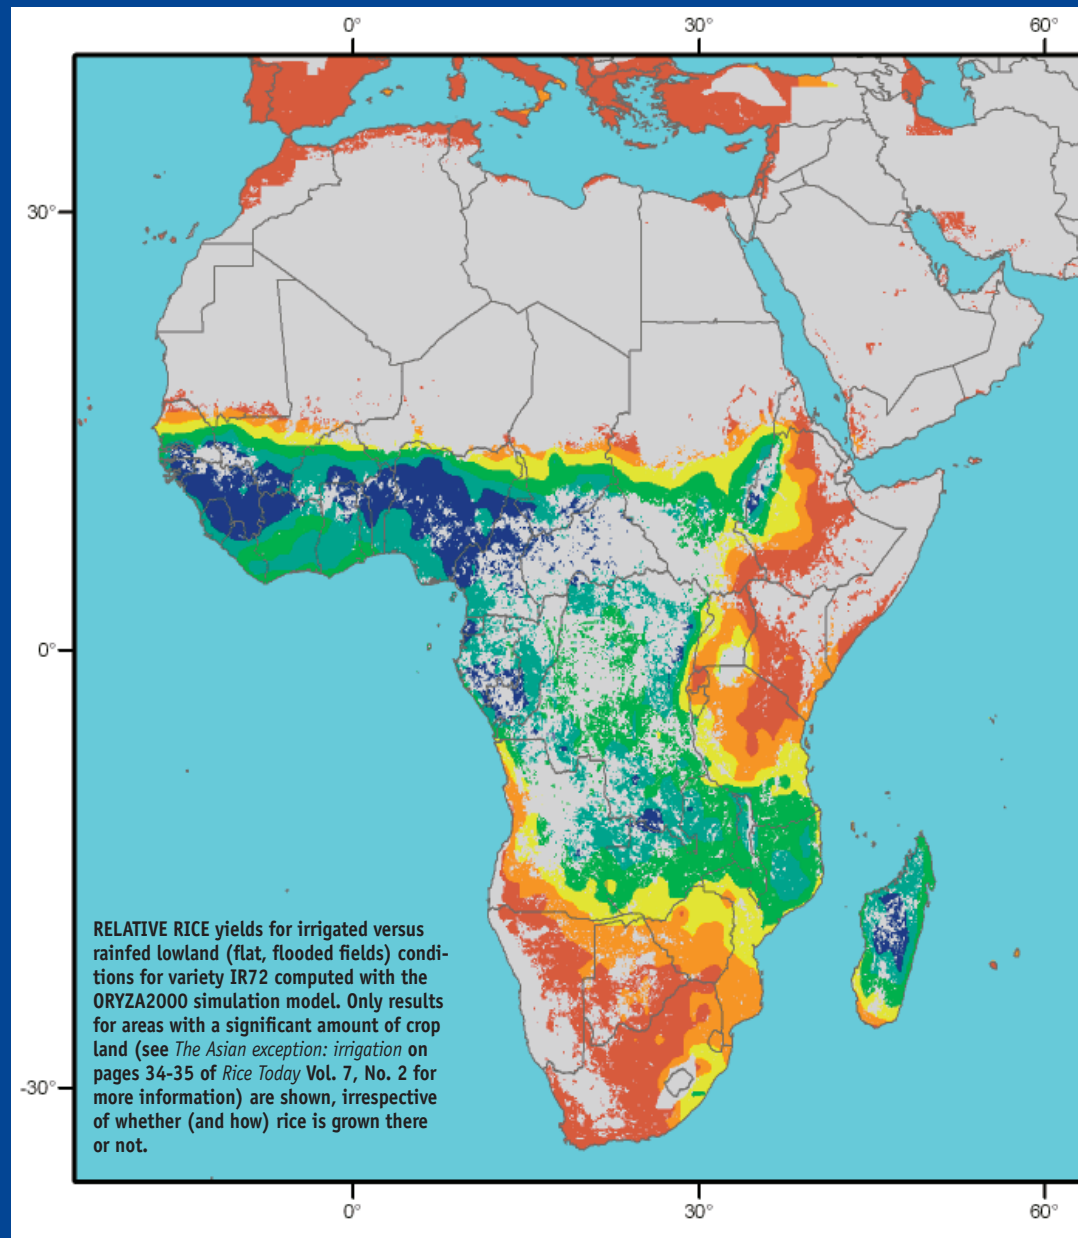 0°
30°
60°
30°
0°
-30°
RELATIVE RICE yields for irrigated versus
rainfed lowland (flat, flooded fields) condi-
tions for variety IR72 computed with the
ORYZA2000 simulation model. Only results
for areas with a significant amount of crop
land (see The Asian exception: irrigation on
pages 34-35 of Rice Today Vol. 7, No. 2 for
more information) are shown, irrespective
of whether (and how) rice is grown there
or not.
0°
30°
60°